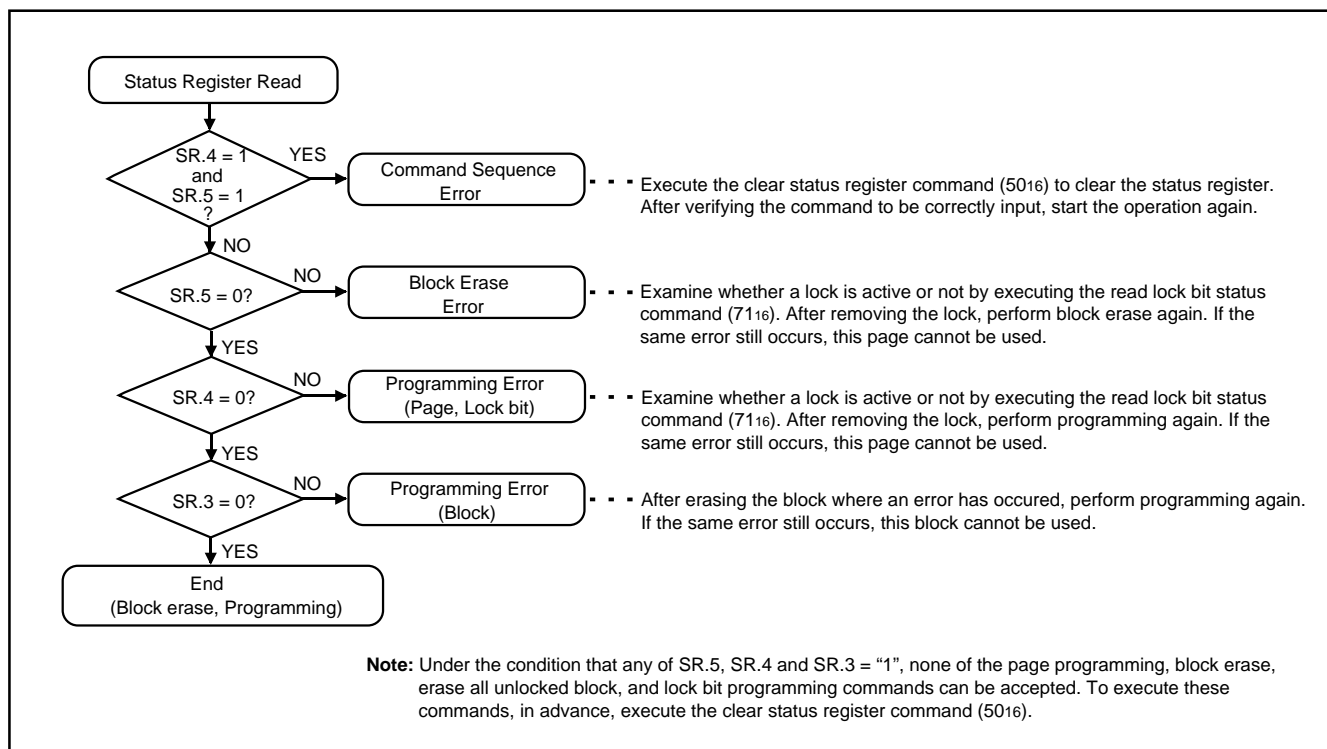 Status Register Read
SR.4 = 1
and
SR.5 = 1
?
YES
Command Sequence
Error
Execute the clear status register command (5016) to clear the status register.
After verifying the command to be correctly input, start the operation again.
NO
SR.5 = 0?
NO
Block Erase
Error
Examine whether a lock is active or not by executing the read lock bit status
command (7116). After removing the lock, perform block erase again. If the
same error still occurs, this page cannot be used.
YES
SR.4 = 0?
NO
Programming Error
(Page, Lock bit)
Examine whether a lock is active or not by executing the read lock bit status
command (7116). After removing the lock, perform programming again. If the
same error still occurs, this page cannot be used.
YES
SR.3 = 0?
NO
Programming Error
(Block)
After erasing the block where an error has occured, perform programming again.
If the same error still occurs, this block cannot be used.
YES
End
(Block erase, Programming)
Note: Under the condition that any of SR.5, SR.4 and SR.3 = “1”, none of the page programming, block erase,
erase all unlocked block, and lock bit programming commands can be accepted. To execute these
commands, in advance, execute the clear status register command (5016).